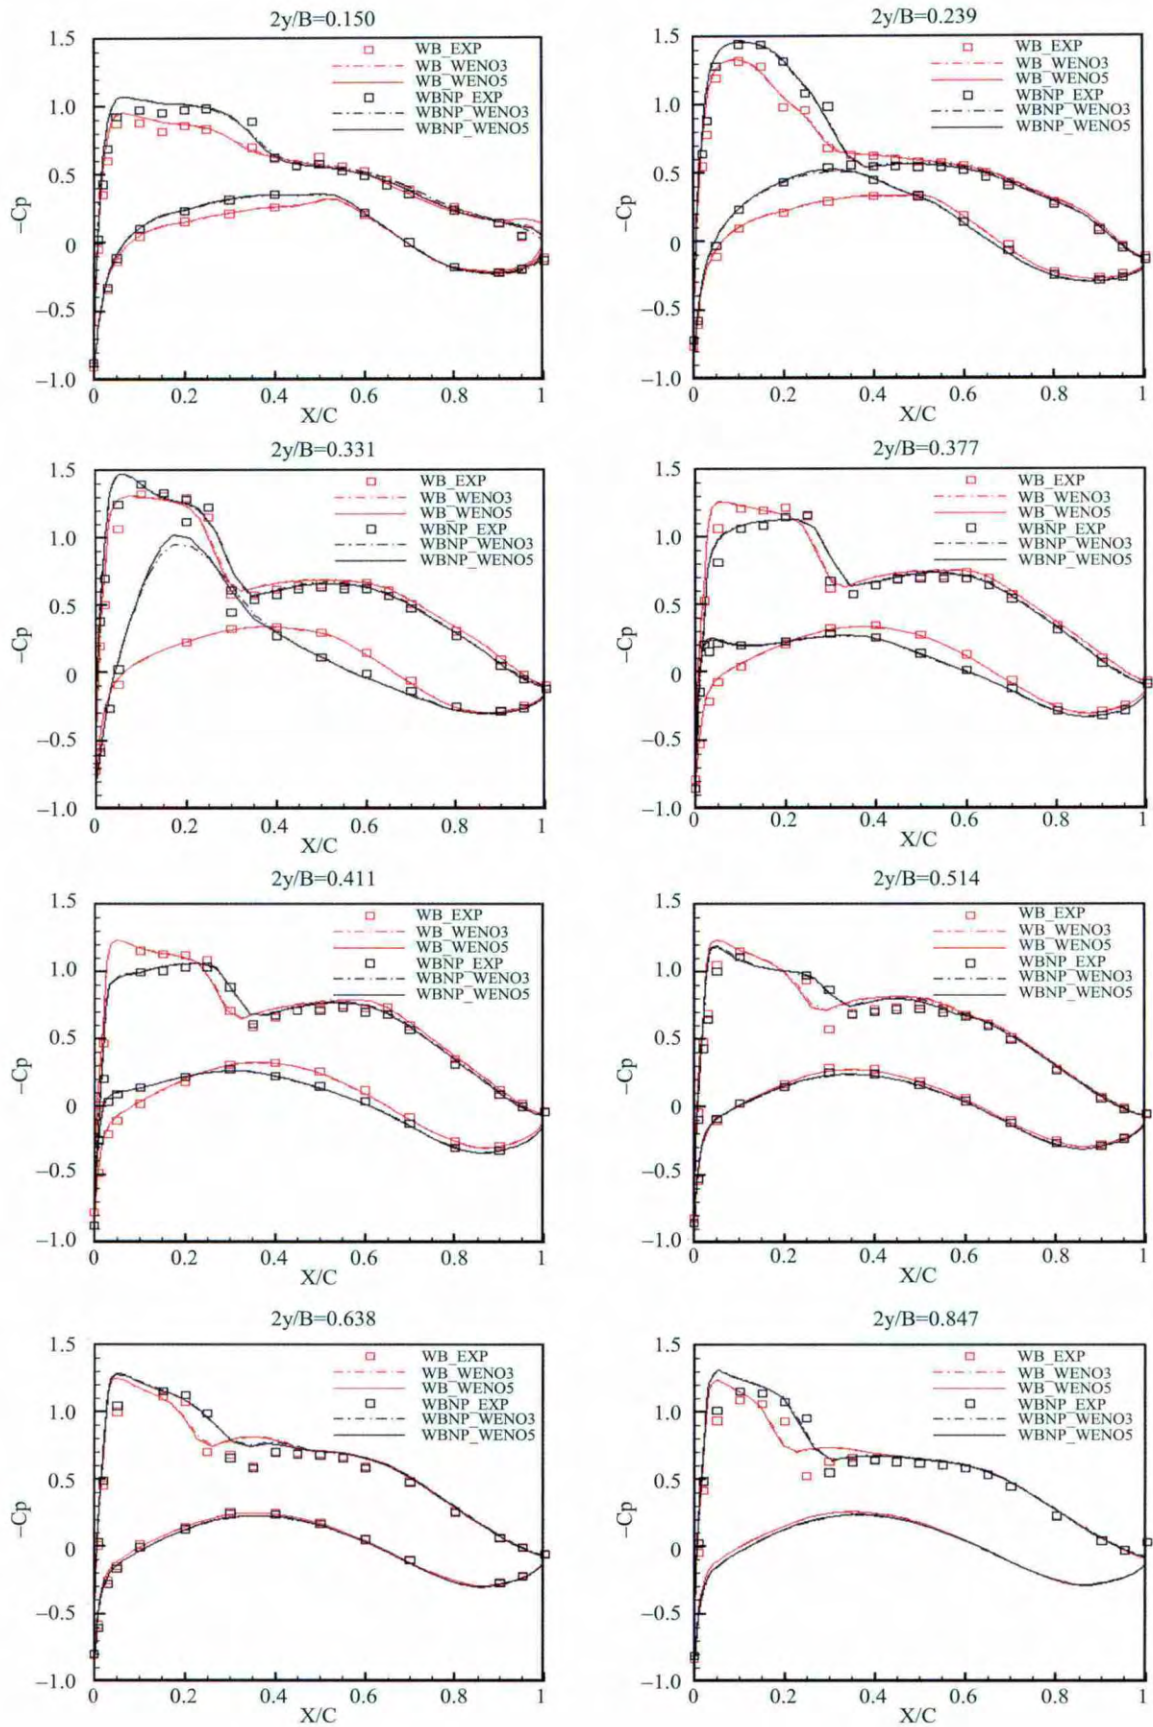 2y/B=0.150
1.5
1.0
0.5
0
−0.5
−1.0
−Cp
WB_EXP
WB_WENO3
WB_WENO5
WBNP_EXP
WBNP_WENO3
WBNP_WENO5
0 0.2 0.4 0.6 0.8 1
X/C
2y/B=0.239
1.5
1.0
0.5
0
−0.5
−1.0
−Cp
WB_EXP
WB_WENO3
WB_WENO5
WBNP_EXP
WBNP_WENO3
WBNP_WENO5
0 0.2 0.4 0.6 0.8 1
X/C
2y/B=0.331
1.5
1.0
0.5
0
−0.5
−1.0
−Cp
WB_EXP
WB_WENO3
WB_WENO5
WBNP_EXP
WBNP_WENO3
WBNP_WENO5
0 0.2 0.4 0.6 0.8 1
X/C
2y/B=0.377
1.5
1.0
0.5
0
−0.5
−1.0
−Cp
WB_EXP
WB_WENO3
WB_WENO5
WBNP_EXP
WBNP_WENO3
WBNP_WENO5
0 0.2 0.4 0.6 0.8 1
X/C
2y/B=0.411
1.5
1.0
0.5
0
−0.5
−1.0
−Cp
WB_EXP
WB_WENO3
WB_WENO5
WBNP_EXP
WBNP_WENO3
WBNP_WENO5
0 0.2 0.4 0.6 0.8 1
X/C
2y/B=0.514
1.5
1.0
0.5
0
−0.5
−1.0
−Cp
WB_EXP
WB_WENO3
WB_WENO5
WBNP_EXP
WBNP_WENO3
WBNP_WENO5
0 0.2 0.4 0.6 0.8 1
X/C
2y/B=0.638
1.5
1.0
0.5
0
−0.5
−1.0
−Cp
WB_EXP
WB_WENO3
WB_WENO5
WBNP_EXP
WBNP_WENO3
WBNP_WENO5
0 0.2 0.4 0.6 0.8 1
X/C
2y/B=0.847
1.5
1.0
0.5
0
−0.5
−1.0
−Cp
WB_EXP
WB_WENO3
WB_WENO5
WBNP_EXP
WBNP_WENO3
WBNP_WENO5
0 0.2 0.4 0.6 0.8 1
X/C